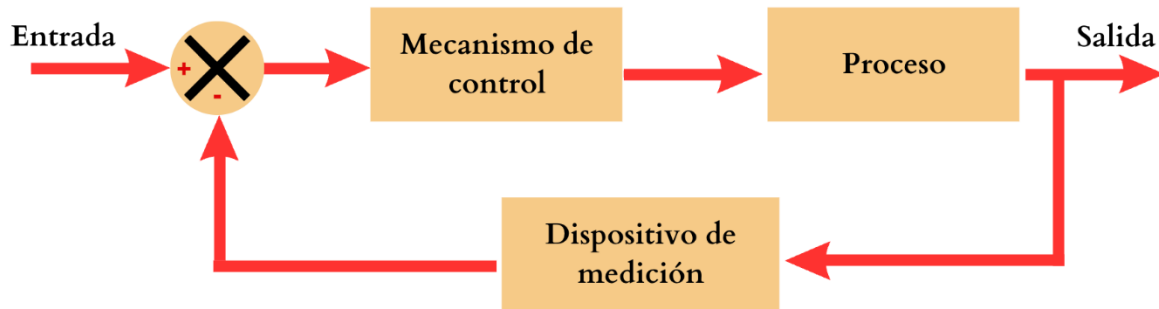 Entrada
+
-
Mecanismo de
control
Proceso
Salida
Dispositivo de
medición